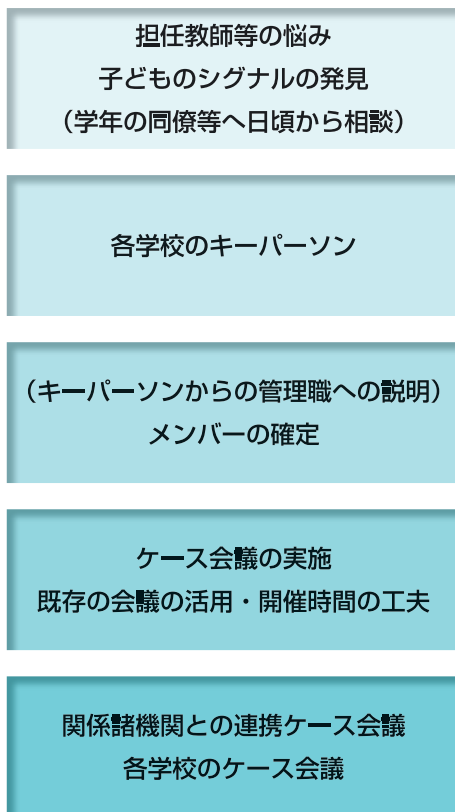 担任教師等の悩み
子どものシグナルの発見
（学年の同僚等へ日頃から相談）
各学校のキーパーソン
（キーパーソンからの管理職への説明）
メンバーの確定
ケース会議の実施
既存の会議の活用・開催時間の工夫
関係諸機関との連携ケース会議
各学校のケース会議